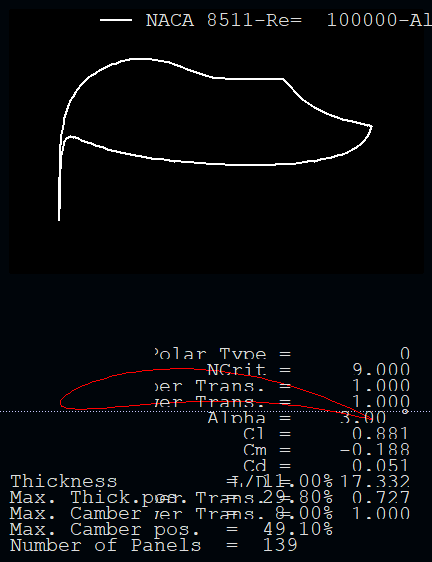 NACA 8511-Re= 100000-Al
Polar Type = 0
NCrit = 9.000
per Trans. = 1.000
per Trans. = 1.000
Alpha = 3.00 °
Cl = 0.881
Cm = -0.188
Cd = 0.051
Thickness = 11.00%
L/D = 17.332
Max. Thick.pos. = 29.80%
per Trans. = 0.727
Max. Camber = 8.00%
per Trans. = 1.000
Max. Camber pos. = 49.10%
Number of Panels = 139